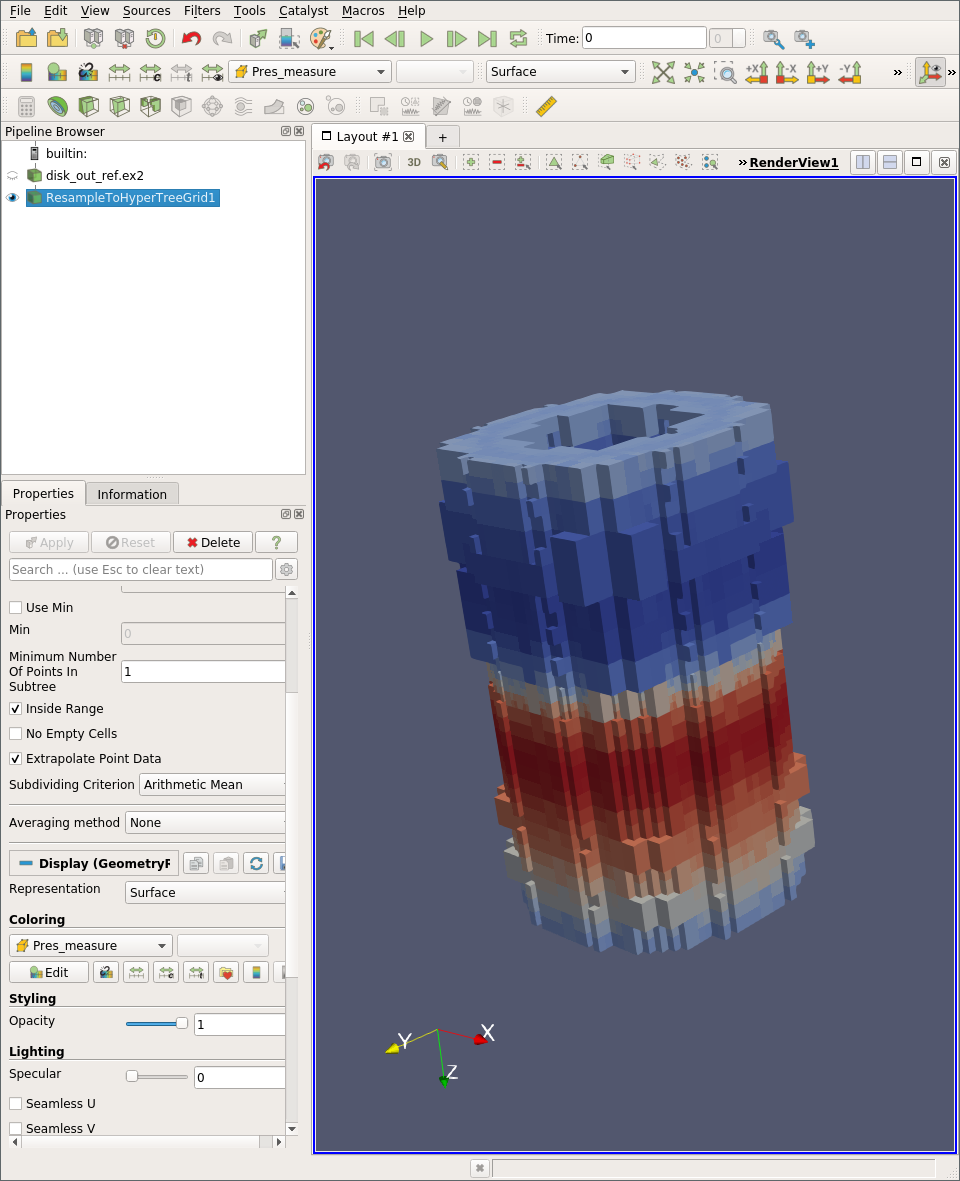 File Edit View Sources Filters Tools Catalyst Macros Help
Time: 0 0
Pres_measure Surface +X -X +Y -Y » »
Pipeline Browser
builtin:
disk_out_ref.ex2
ResampleToHyperTreeGrid1
Layout #1 +
3D » RenderView1
Properties Information
Properties
Apply Reset Delete ?
Search ... (use Esc to clear text)
Use Min
Min 0
Minimum Number
Of Points In
Subtree
1
Inside Range
No Empty Cells
Extrapolate Point Data
Subdividing Criterion Arithmetic Mean
Averaging method None
Display (GeometryR
Representation Surface
Coloring
Pres_measure
Edit
Styling
Opacity 1
Lighting
Specular 0
Seamless U
Seamless V
Y X
Z